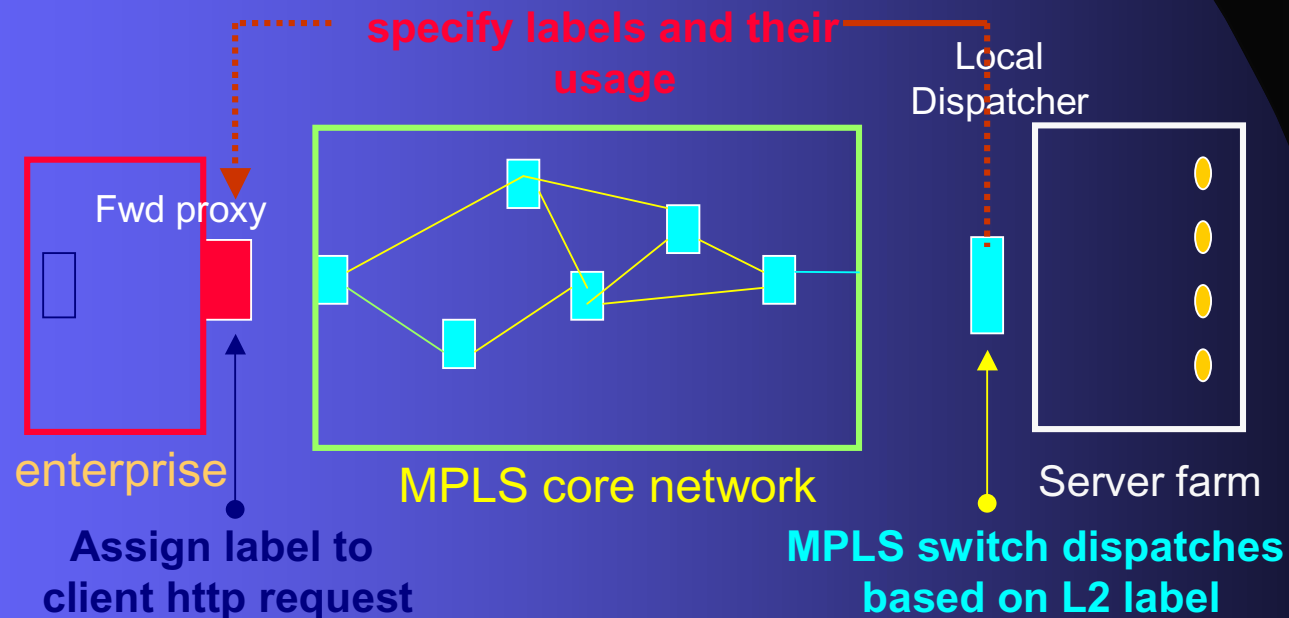 specify labels and their
usage
Local
Dispatcher
Fwd proxy
enterprise
MPLS core network
Server farm
Assign label to
client http request
MPLS switch dispatches
based on L2 label